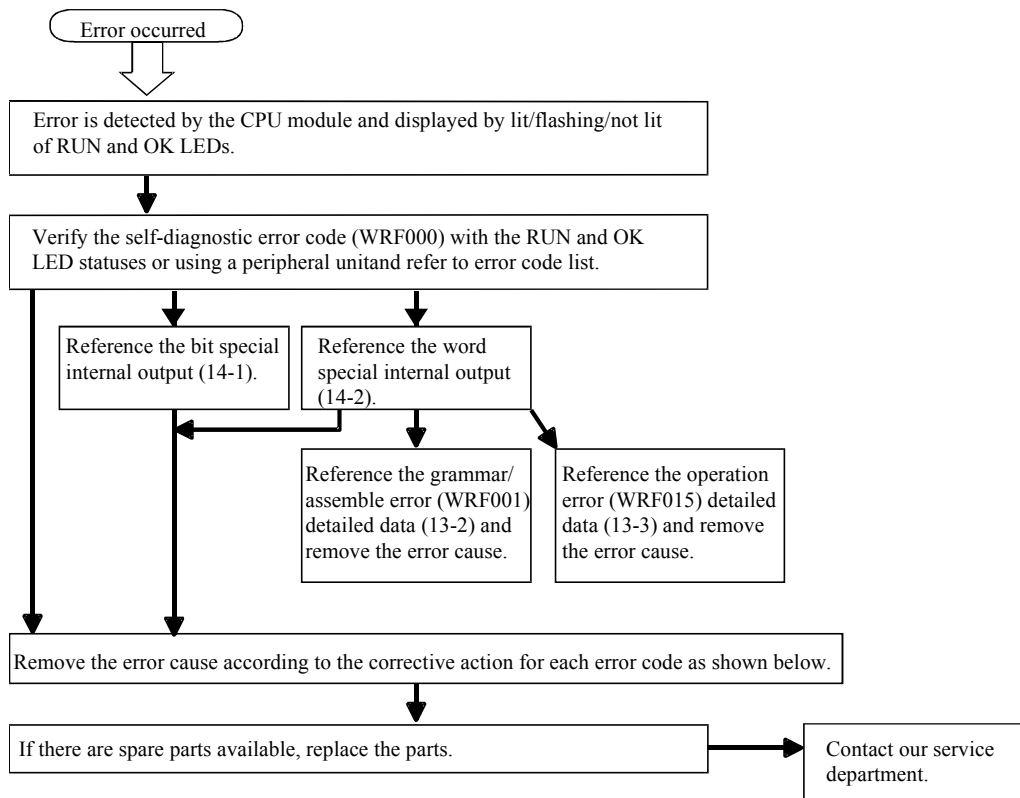 Error occurred
Error is detected by the CPU module and displayed by lit/flashing/not lit
of RUN and OK LEDs.
Verify the self-diagnostic error code (WRF000) with the RUN and OK
LED statuses or using a peripheral unitand refer to error code list.
Reference the bit special
internal output (14-1).
Reference the word
special internal output
(14-2).
Reference the grammar/
assemble error (WRF001)
detailed data (13-2) and
remove the error cause.
Reference the operation
error (WRF015) detailed
data (13-3) and remove
the error cause.
Remove the error cause according to the corrective action for each error code as shown below.
If there are spare parts available, replace the parts.
Contact our service
department.